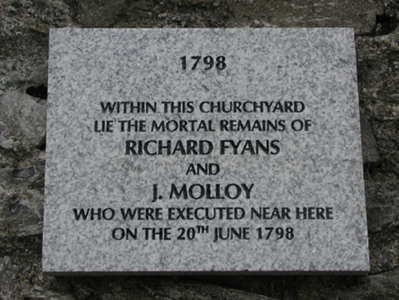 1798
WITHIN THIS CHURCHYARD
LIE THE MORTAL REMAINS OF
RICHARD FYANS
AND
J. MOLLOY
WHO WERE EXECUTED NEAR HERE
ON THE 20TH JUNE 1798